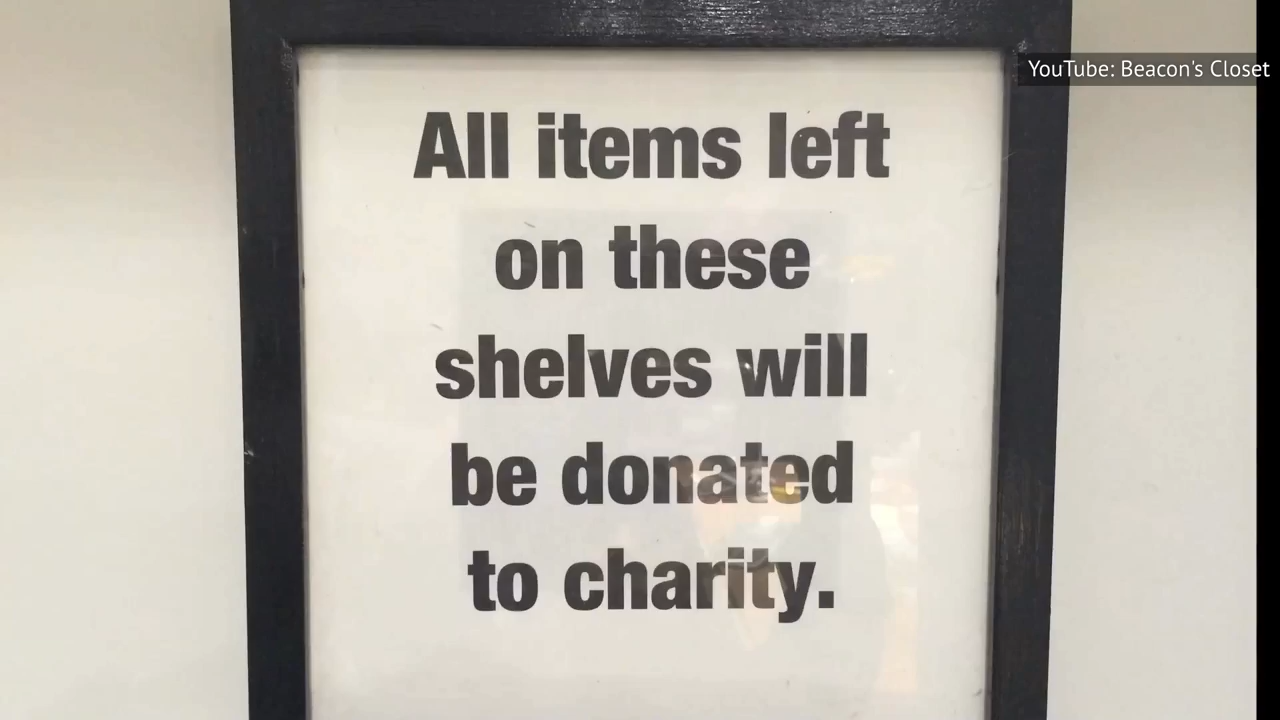 YouTube: Beacon's Closet
All items left
on these
shelves will
be donated
to charity.